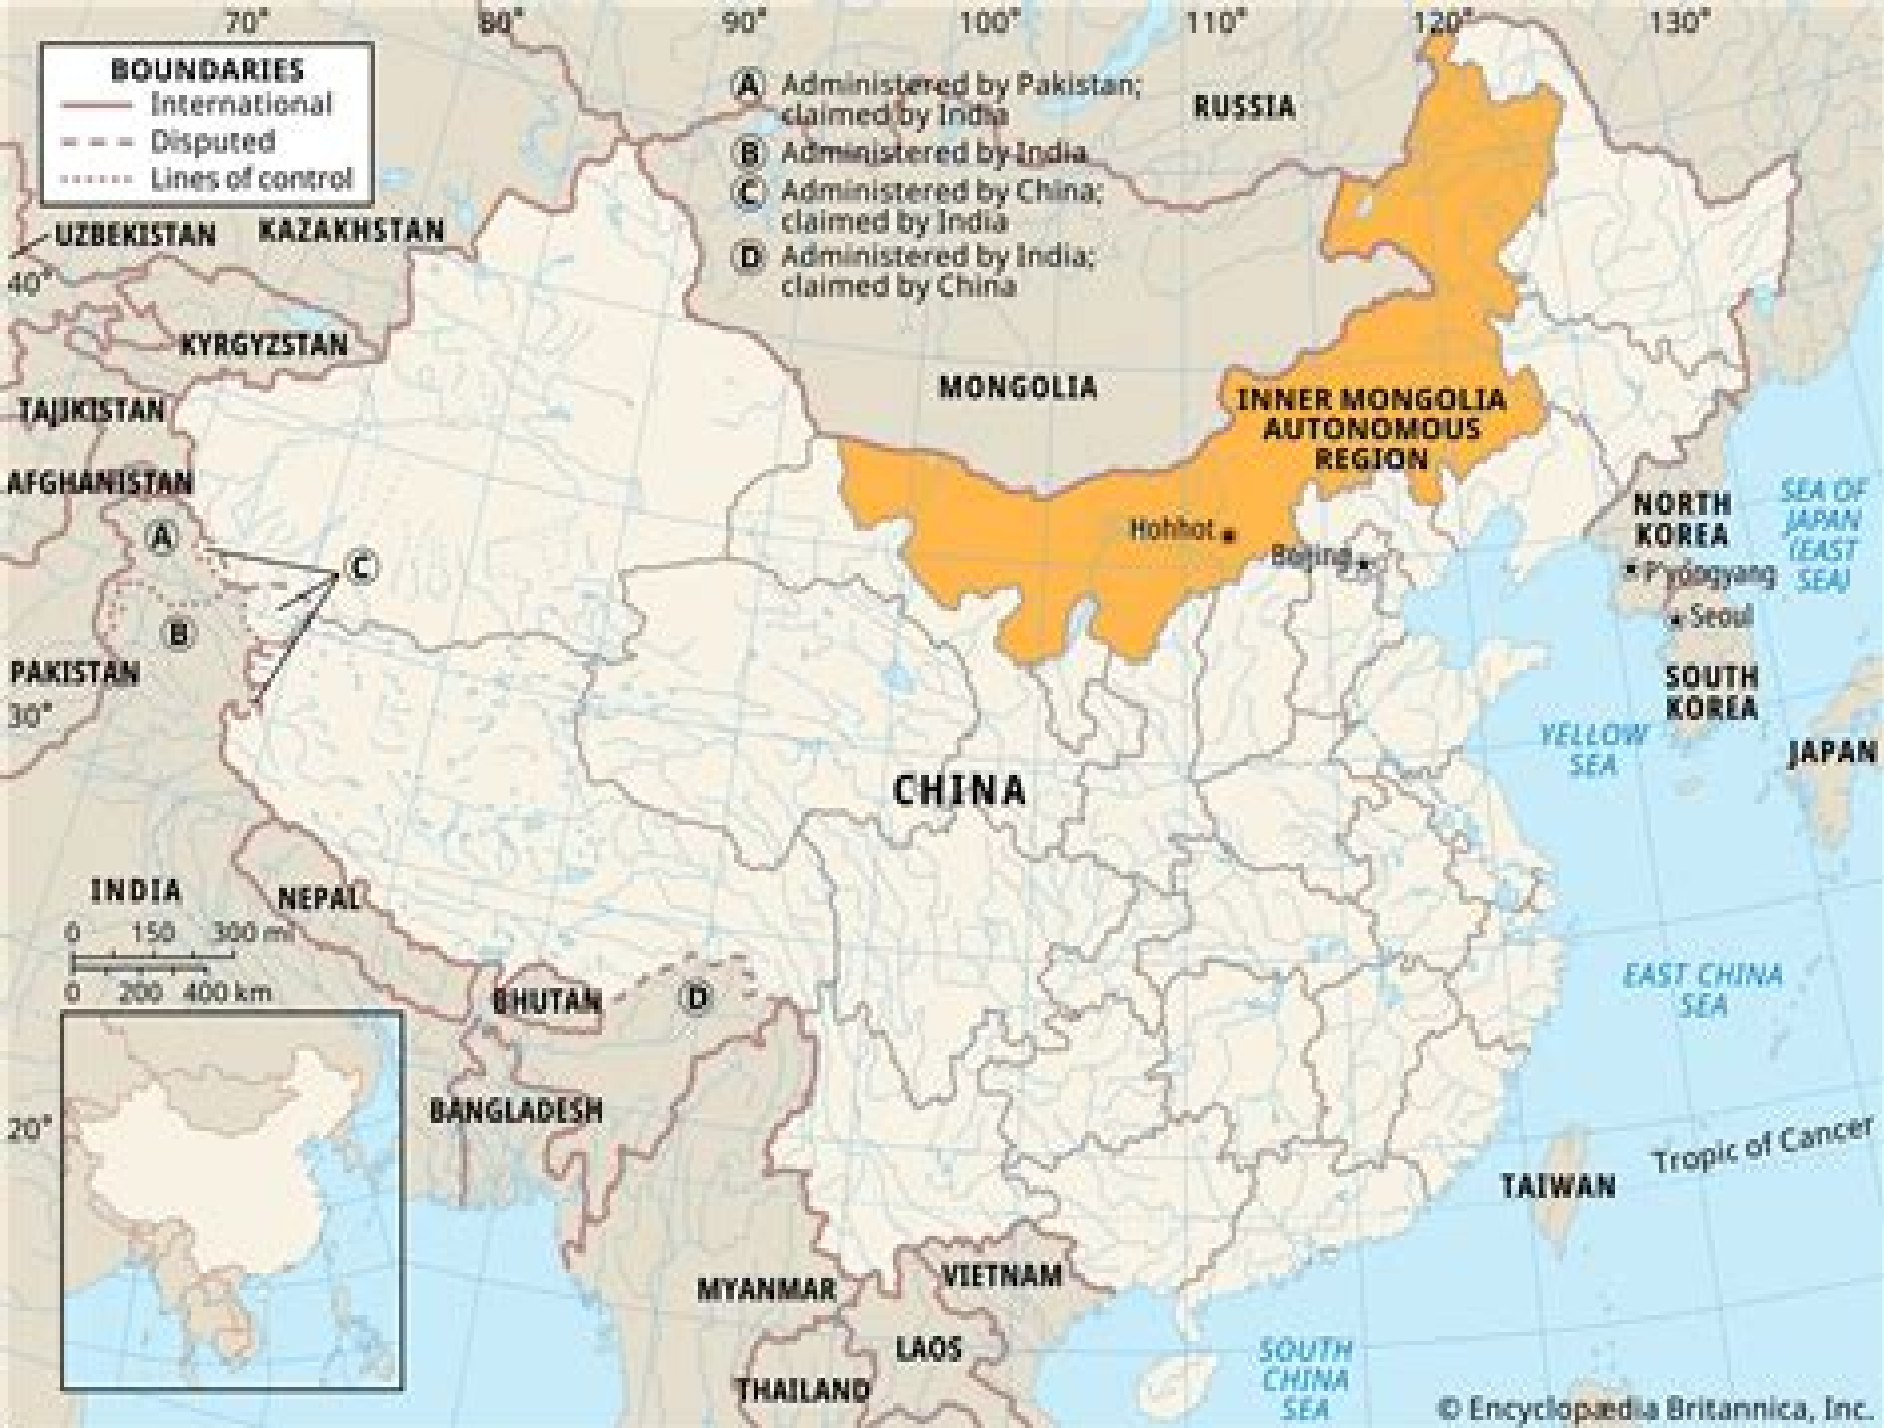 70°
80°
90°
100°
110°
120°
130°
BOUNDARIES
International
Disputed
Lines of control
A Administered by Pakistan;
claimed by India
B Administered by India
C Administered by China;
claimed by India
D Administered by India;
claimed by China
RUSSIA
UZBEKISTAN
KAZAKHSTAN
40°
KYRGYZSTAN
MONGOLIA
TAJIKISTAN
INNER MONGOLIA
AUTONOMOUS
REGION
AFGHANISTAN
NORTH
KOREA
SEA OF
JAPAN
(EAST
SEA)
A
C
Hohhot
Beijing
P'yŏngyang
Seoul
B
PAKISTAN
SOUTH
KOREA
30°
YELLOW
SEA
JAPAN
CHINA
INDIA
NEPAL
0 150 300 mi
0 200 400 km
BHUTAN
D
EAST CHINA
SEA
BANGLADESH
20°
Tropic of Cancer
TAIWAN
MYANMAR
VIETNAM
LAOS
THAILAND
SOUTH
CHINA
SEA
© Encyclopædia Britannica, Inc.